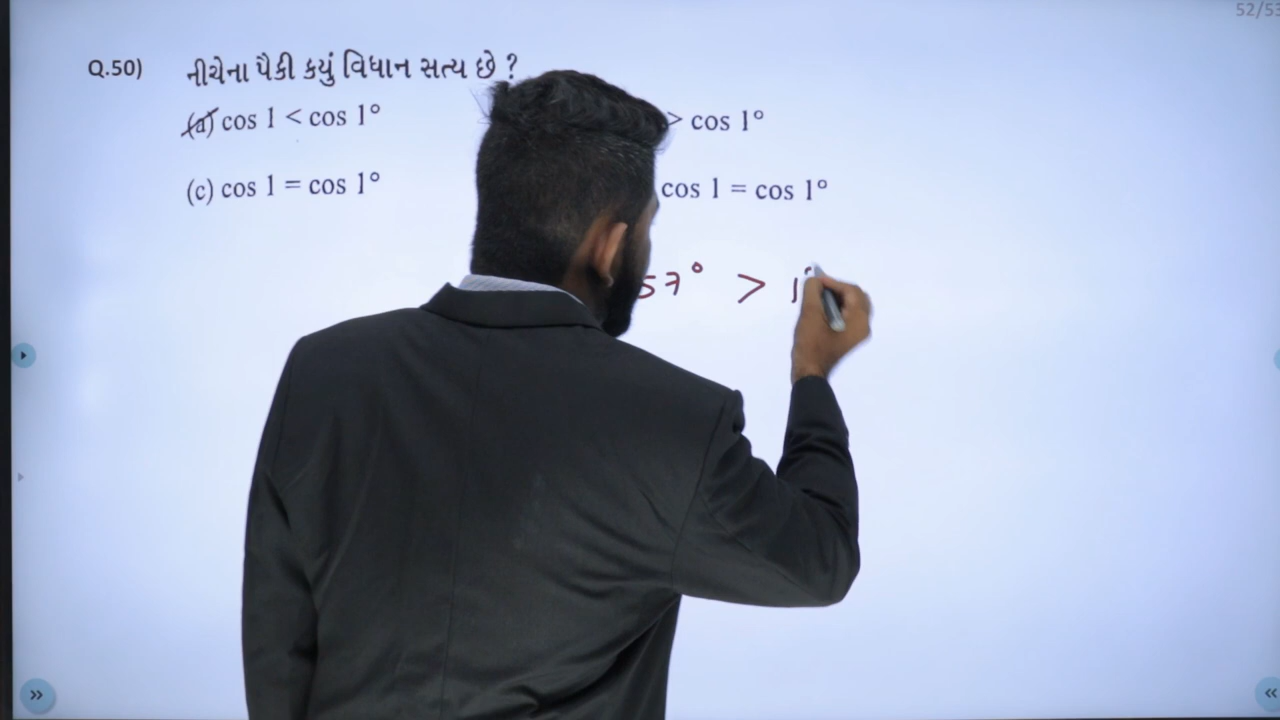 52/53
Q.50) નીચેના પૈકી કયું વિધાન સત્ય છે ?
(a) cos 1 < cos 1° > cos 1°
(c) cos 1 = cos 1° cos 1 = cos 1°
57° > 1°